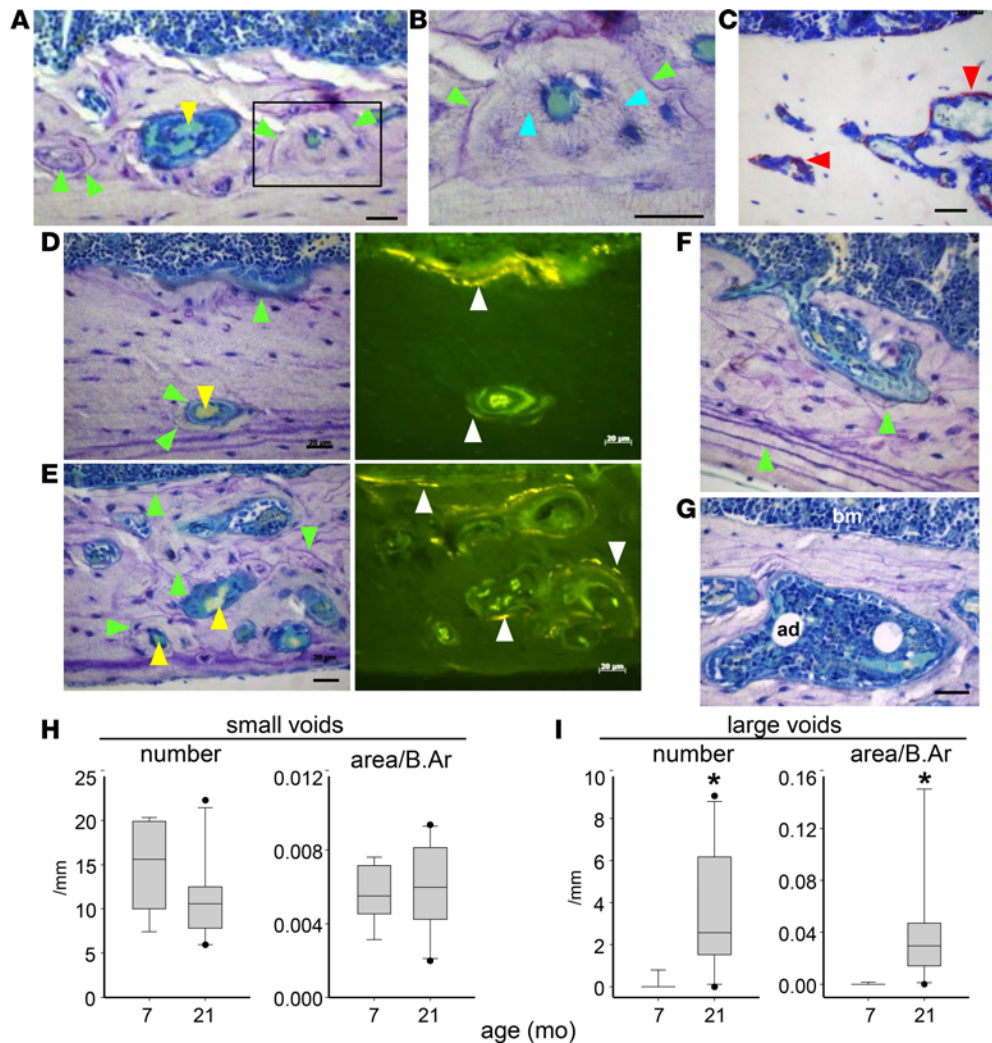 A
B
C
D
20 µm
20 µm
F
E
20 µm
20 µm
G
bm
ad
H
small voids
number
area/B.Ar
/mm
25
20
15
10
5
0
7
21
0.012
0.008
0.004
0.000
7
21
I
large voids
number
area/B.Ar
/mm
10
8
6
4
2
0
*
7
21
0.16
0.12
0.08
0.04
0.00
*
7
21
age (mo)